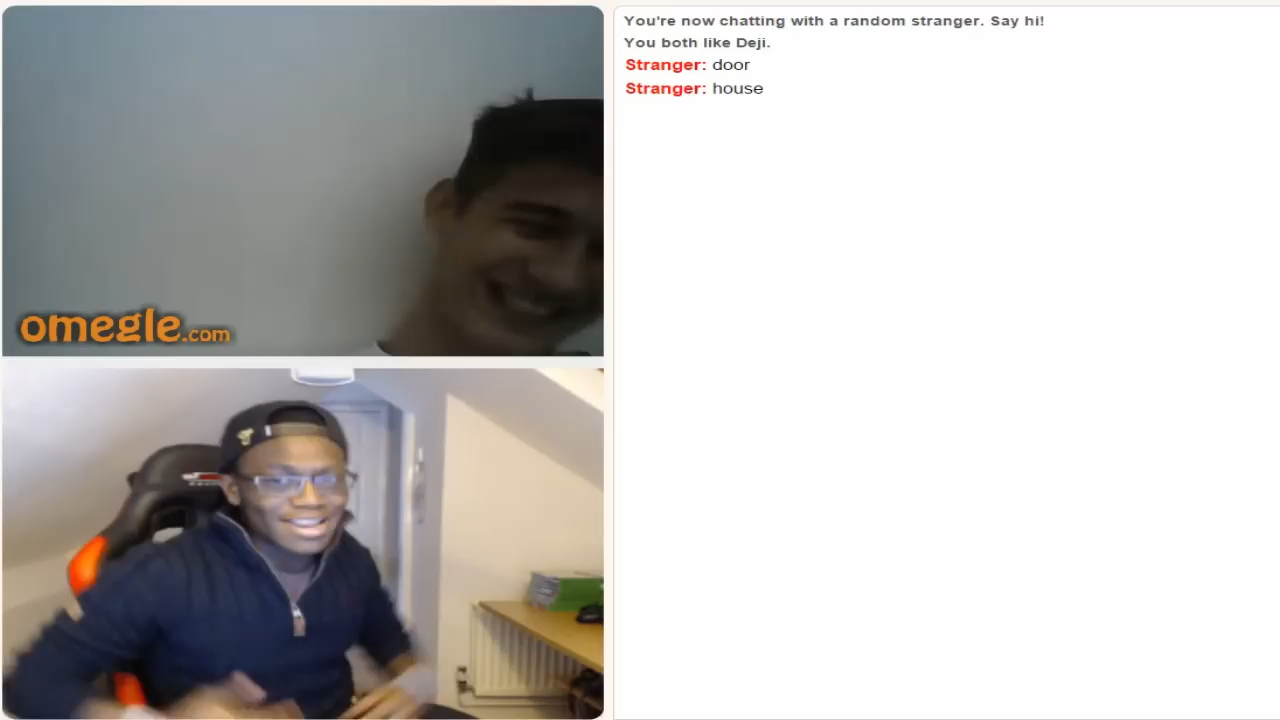 You're now chatting with a random stranger. Say hi!
You both like Deji.
Stranger: door
Stranger: house
omegle.com